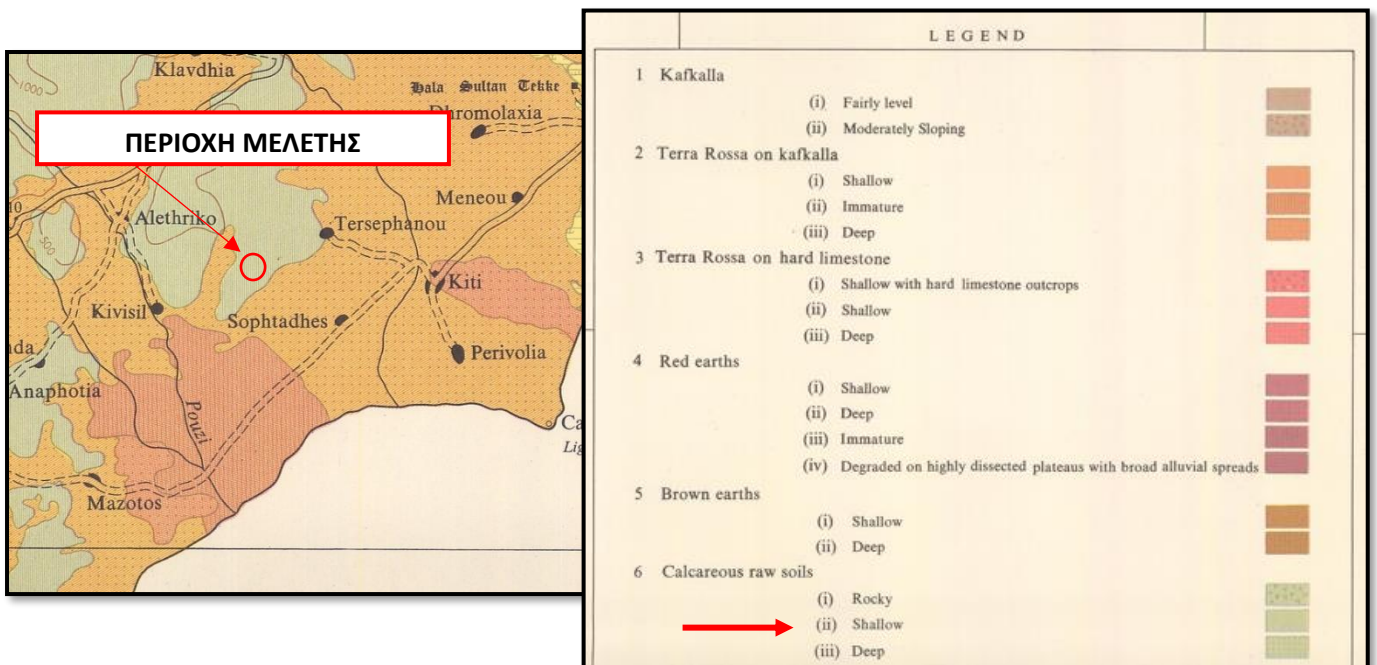 Klavdhia
1000
Hala Sultan Tekke
Dhromolaxia
ΠΕΡΙΟΧΗ ΜΕΛΕΤΗΣ
Meneou
10
Alethriko
Tersephanou
500
Kiti
Kivisil
Sophtadhes
Perivolia
nda
Anaphotia
Pouzi
Ca
Lig
Mazotos
LEGEND
1 Kafkalla
(i) Fairly level
(ii) Moderately Sloping
2 Terra Rossa on kafkalla
(i) Shallow
(ii) Immature
(iii) Deep
3 Terra Rossa on hard limestone
(i) Shallow with hard limestone outcrops
(ii) Shallow
(iii) Deep
4 Red earths
(i) Shallow
(ii) Deep
(iii) Immature
(iv) Degraded on highly dissected plateaus with broad alluvial spreads
5 Brown earths
(i) Shallow
(ii) Deep
6 Calcareous raw soils
(i) Rocky
(ii) Shallow
(iii) Deep